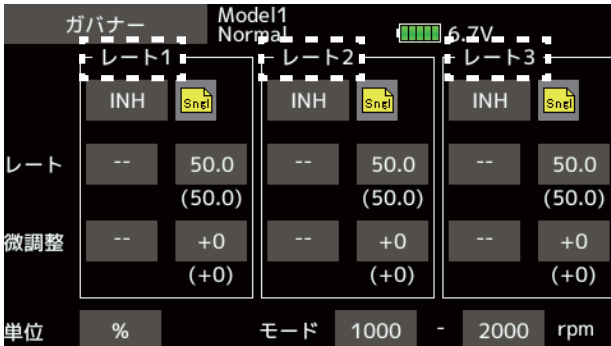 ガバナー
Model1
Normal
6.7V
レート1 レート2 レート3
INH Sngl INH Sngl INH Sngl
レート -- 50.0 -- 50.0 -- 50.0
(50.0) (50.0) (50.0)
微調整 -- +0 -- +0 -- +0
(+0) (+0) (+0)
単位 % モード 1000 - 2000 rpm